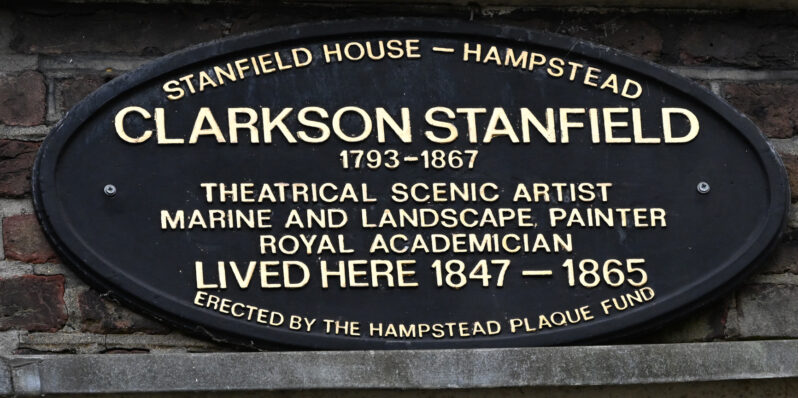 STANFIELD HOUSE – HAMPSTEAD
CLARKSON STANFIELD
1793-1867
THEATRICAL SCENIC ARTIST
MARINE AND LANDSCAPE PAINTER
ROYAL ACADEMICIAN
LIVED HERE 1847 – 1865
ERECTED BY THE HAMPSTEAD PLAQUE FUND